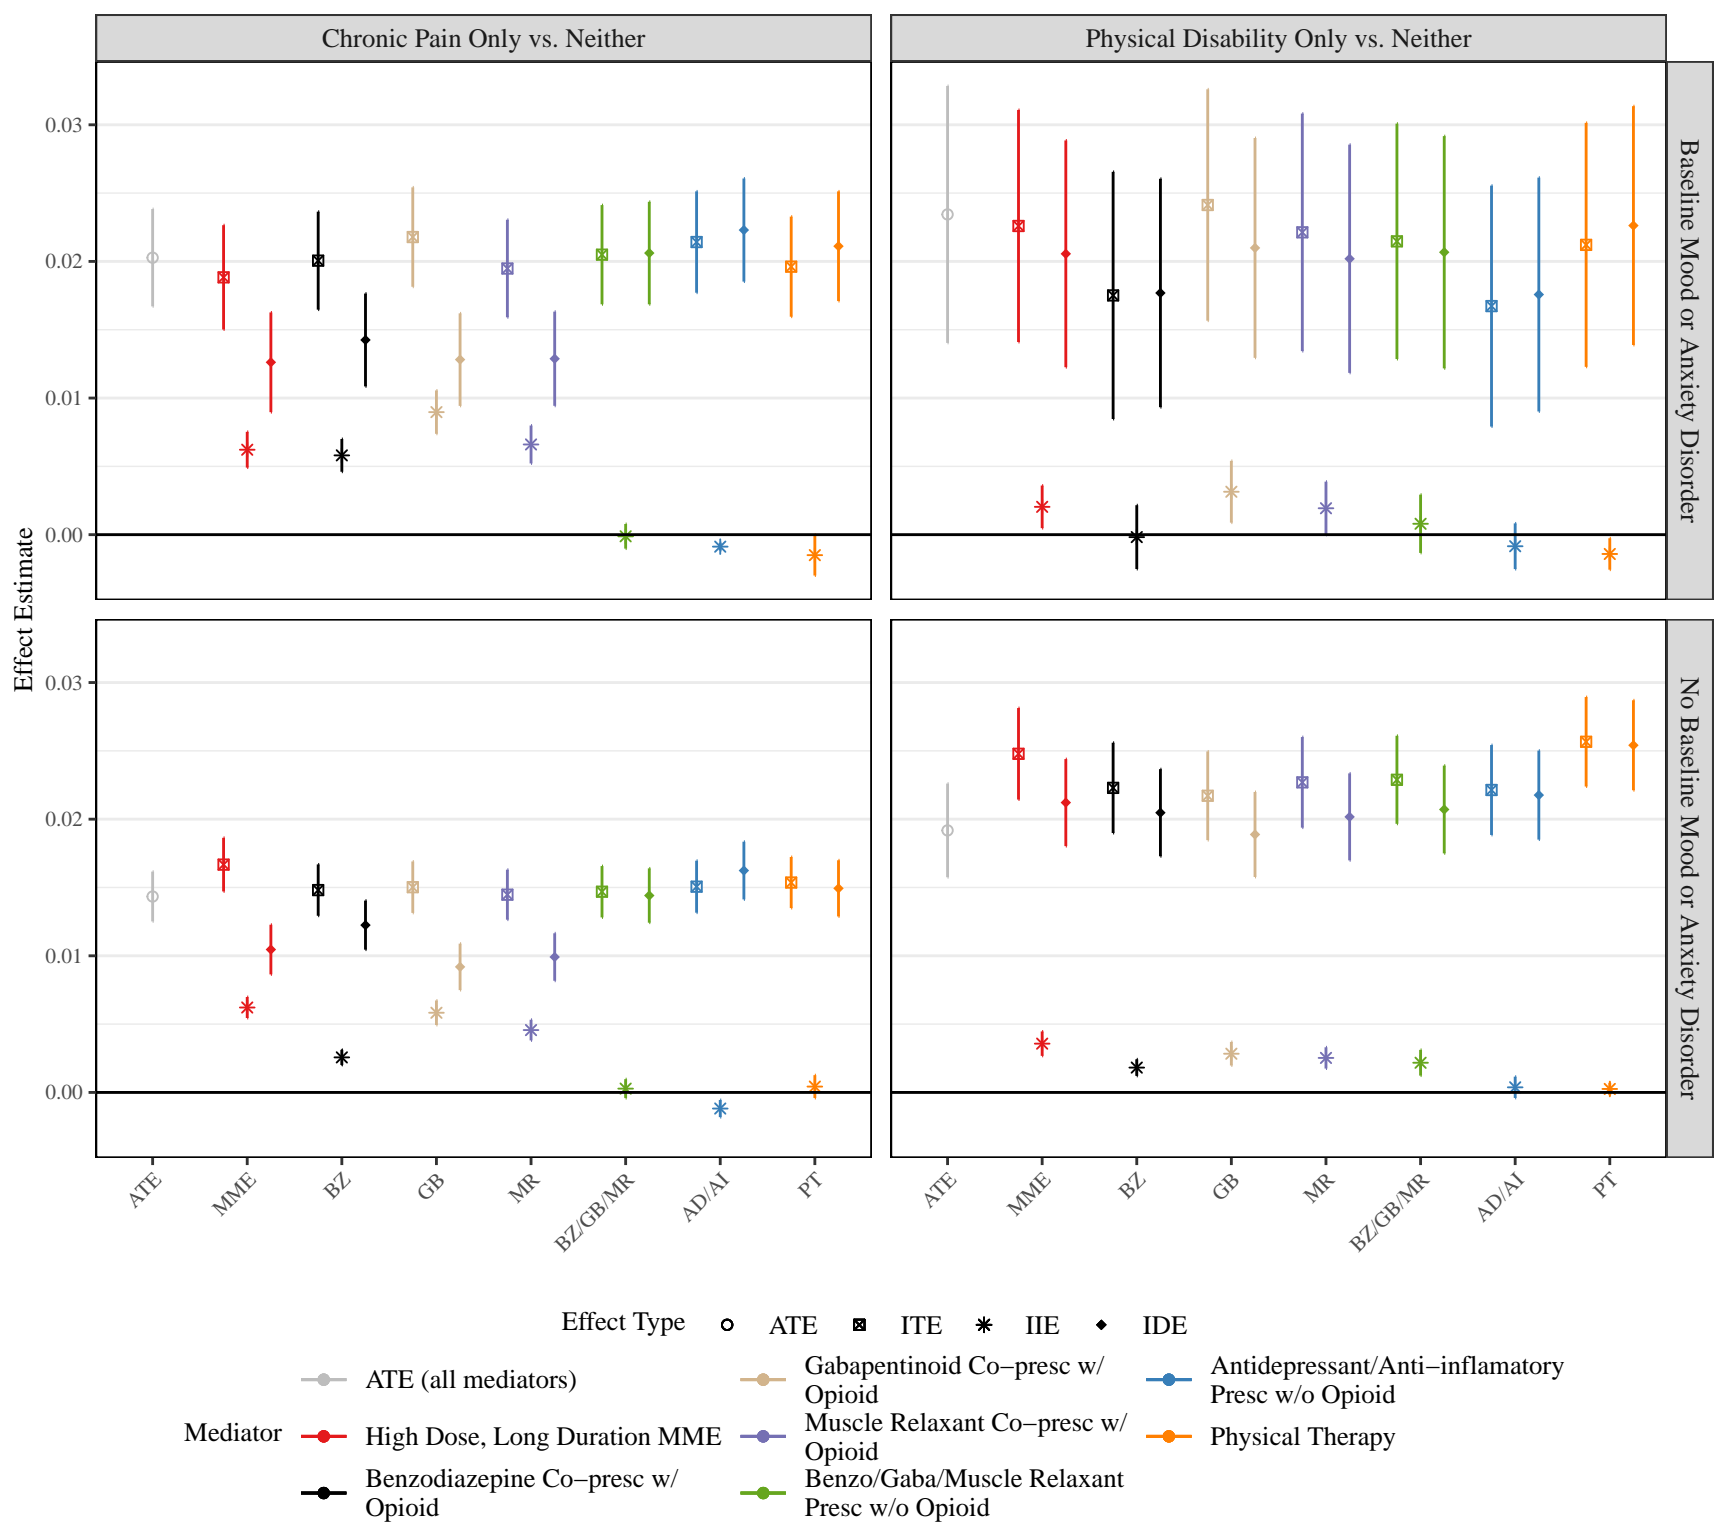 Chronic Pain Only vs. Neither
Physical Disability Only vs. Neither
Baseline Mood or Anxiety Disorder
No Baseline Mood or Anxiety Disorder
Effect Estimate
0.03
0.02
0.01
0.00
0.03
0.02
0.01
0.00
ATE
MME
BZ
GB
MR
BZ/GB/MR
AD/AI
PT
ATE
MME
BZ
GB
MR
BZ/GB/MR
AD/AI
PT
Effect Type
ATE
ITE
IIE
IDE
Mediator
ATE (all mediators)
High Dose, Long Duration MME
Benzodiazepine Co−presc w/
Opioid
Gabapentinoid Co−presc w/
Opioid
Muscle Relaxant Co−presc w/
Opioid
Benzo/Gaba/Muscle Relaxant
Presc w/o Opioid
Antidepressant/Anti−inflamatory
Presc w/o Opioid
Physical Therapy